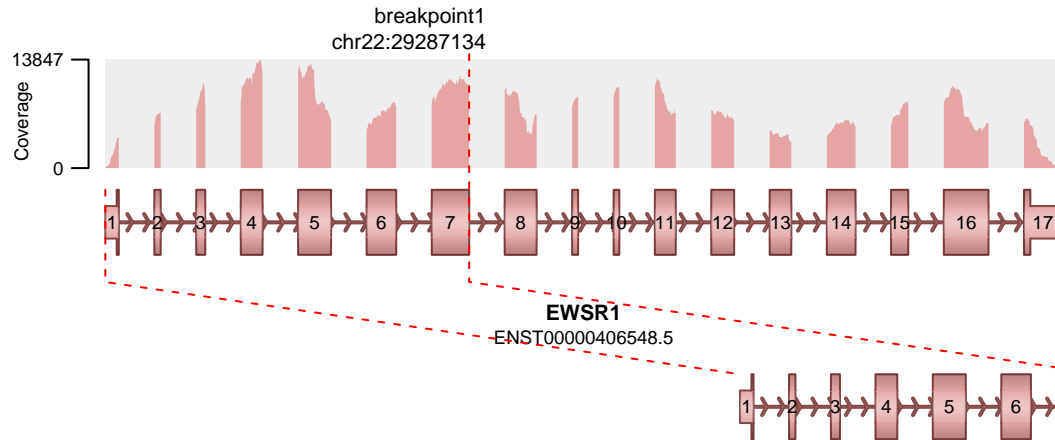 breakpoint1
chr22:29287134
13847
Coverage
0
1 2 3 4 5 6 7 8 9 10 11 12 13 14 15 16 17
EWSR1
ENST00000406548.5
1 2 3 4 5 6